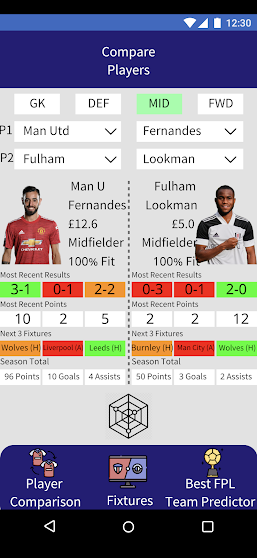 12:30
Compare
Players
GK DEF MID FWD
P1 Man Utd Fernandes
P2 Fulham Lookman
Man U Fulham
Fernandes Lookman
£12.6 £5.0
Midfielder Midfielder
100% Fit 100% Fit
Most Recent Results Most Recent Results
3-1 0-1 2-2 0-3 0-1 2-0
Most Recent Points Most Recent Points
10 2 5 2 2 12
Next 3 Fixtures Next 3 Fixtures
Wolves (H) Liverpool (A) Leeds (H) Burnley (H) Man City (A) Wolves (H)
Season Total Season Total
96 Points 10 Goals 4 Assists 50 Points 3 Goals 2 Assists
Player
Comparison
Fixtures
Best FPL
Team Predictor